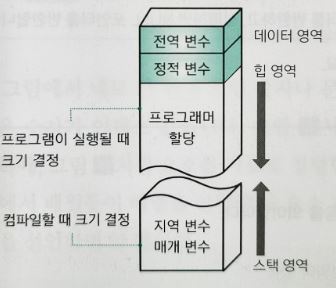 전역 변수
데이터 영역
정적 변수
힙 영역
프로그래머
할당
프로그램이 실행될 때
크기 결정
컴파일할 때 크기 결정
지역 변수
매개 변수
스택 영역